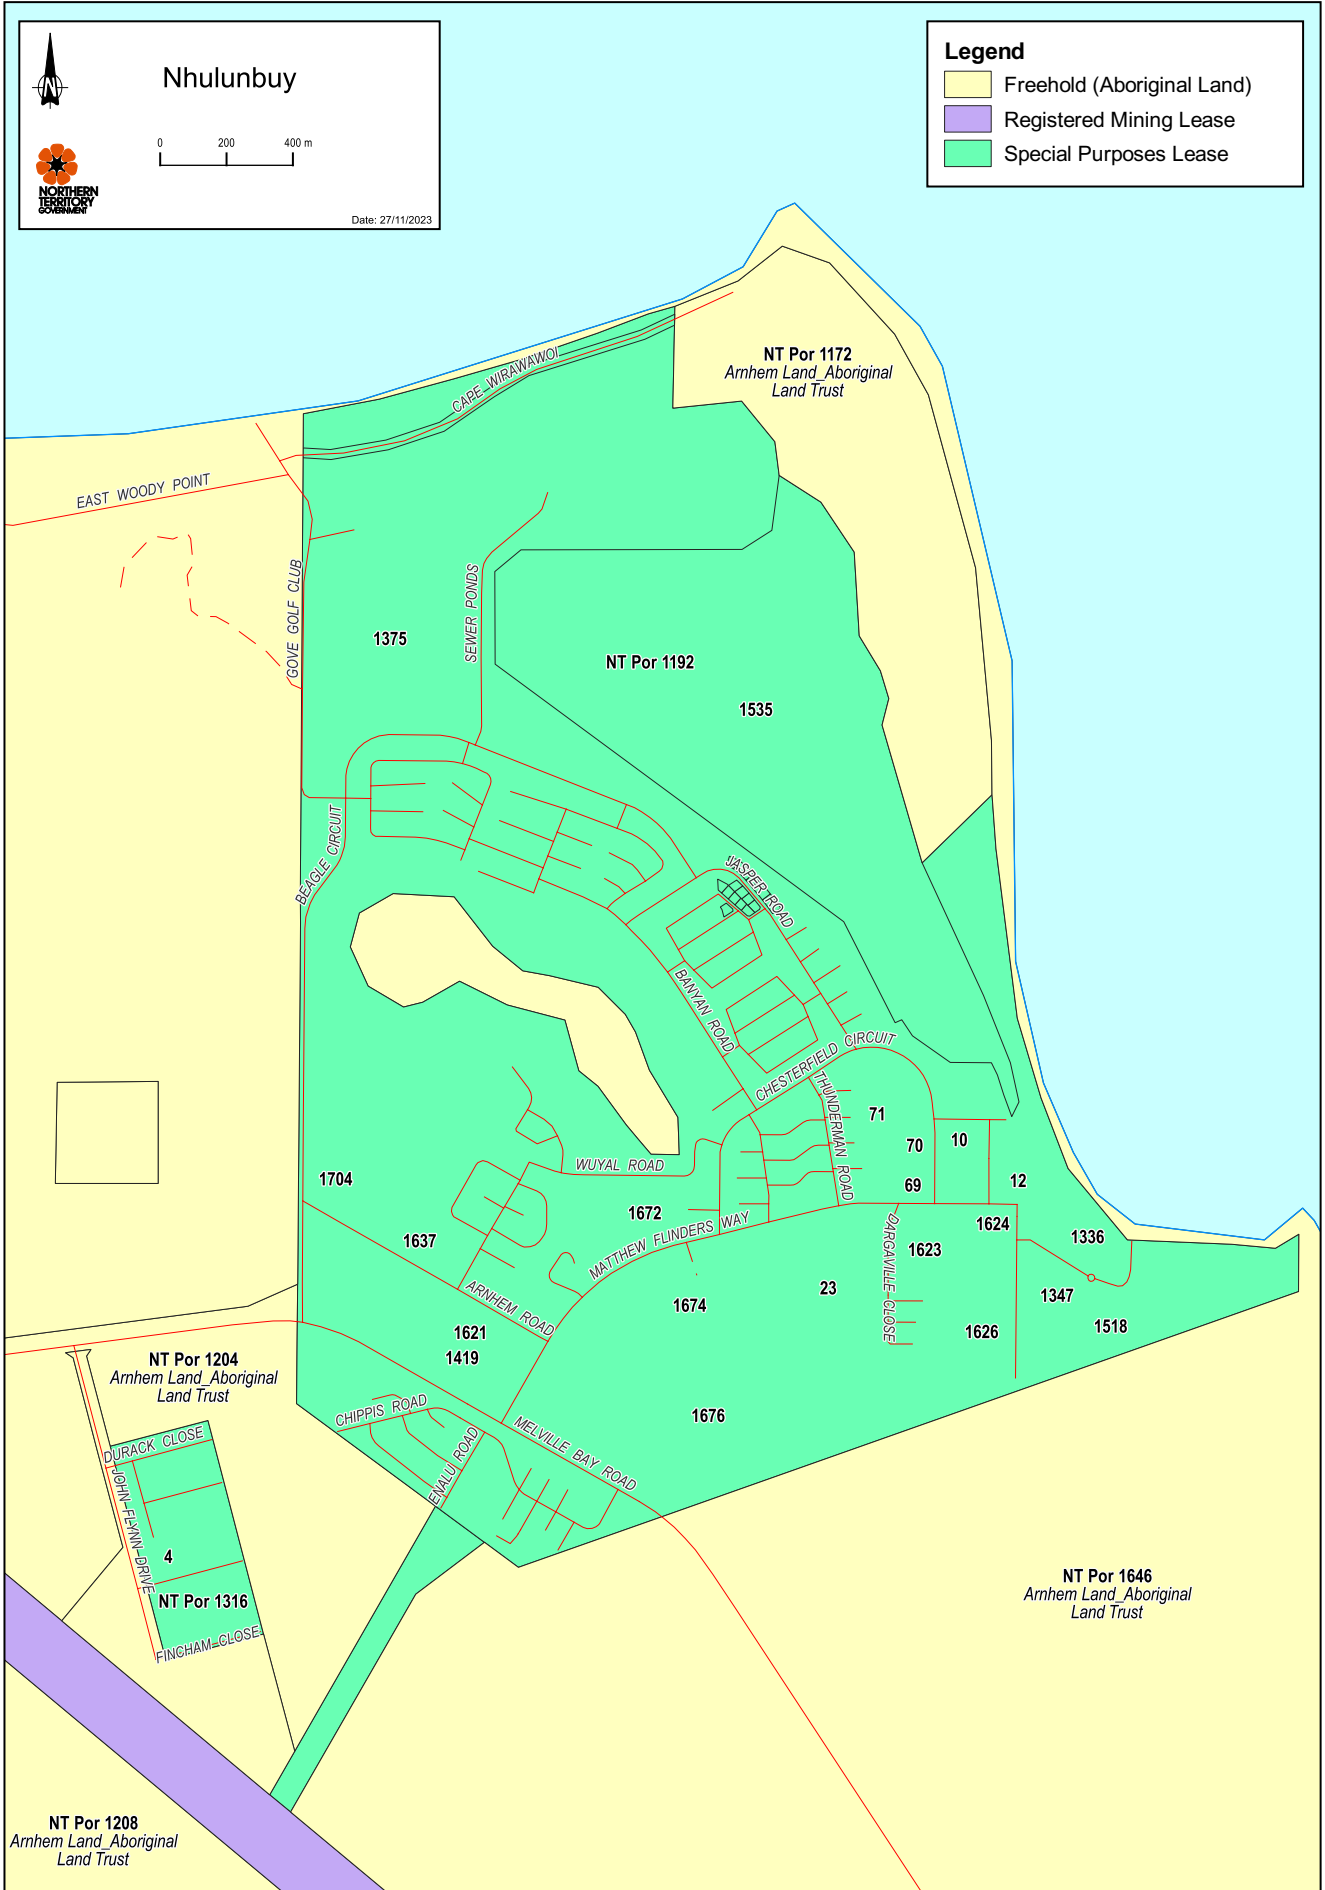 Nhulunbuy
N
0 200 400 m
NORTHERN
TERRITORY
GOVERNMENT
Date: 27/11/2023
Legend
Freehold (Aboriginal Land)
Registered Mining Lease
Special Purposes Lease
NT Por 1172
Arnhem Land_Aboriginal
Land Trust
CAPE WIRAWAWOI
EAST WOODY POINT
GOVE GOLF CLUB
SEWER PONDS
1375
NT Por 1192
1535
BEAGLE CIRCUIT
JASPER ROAD
BANYAN ROAD
CHESTERFIELD CIRCUIT
THUNDERMAN ROAD
71
70
10
69
12
WUYAL ROAD
1704
1672
1637
MATTHEW FLINDERS WAY
DARGAVILLE CLOSE
1624
1623
1336
23
1347
1674
ARNHEM ROAD
1621
1419
1626
1518
NT Por 1204
Arnhem Land_Aboriginal
Land Trust
CHIPPIS ROAD
1676
MELVILLE BAY ROAD
ENALU ROAD
DURACK CLOSE
JOHN FLYNN DRIVE
4
NT Por 1316
FINCHAM CLOSE
NT Por 1646
Arnhem Land_Aboriginal
Land Trust
NT Por 1208
Arnhem Land_Aboriginal
Land Trust